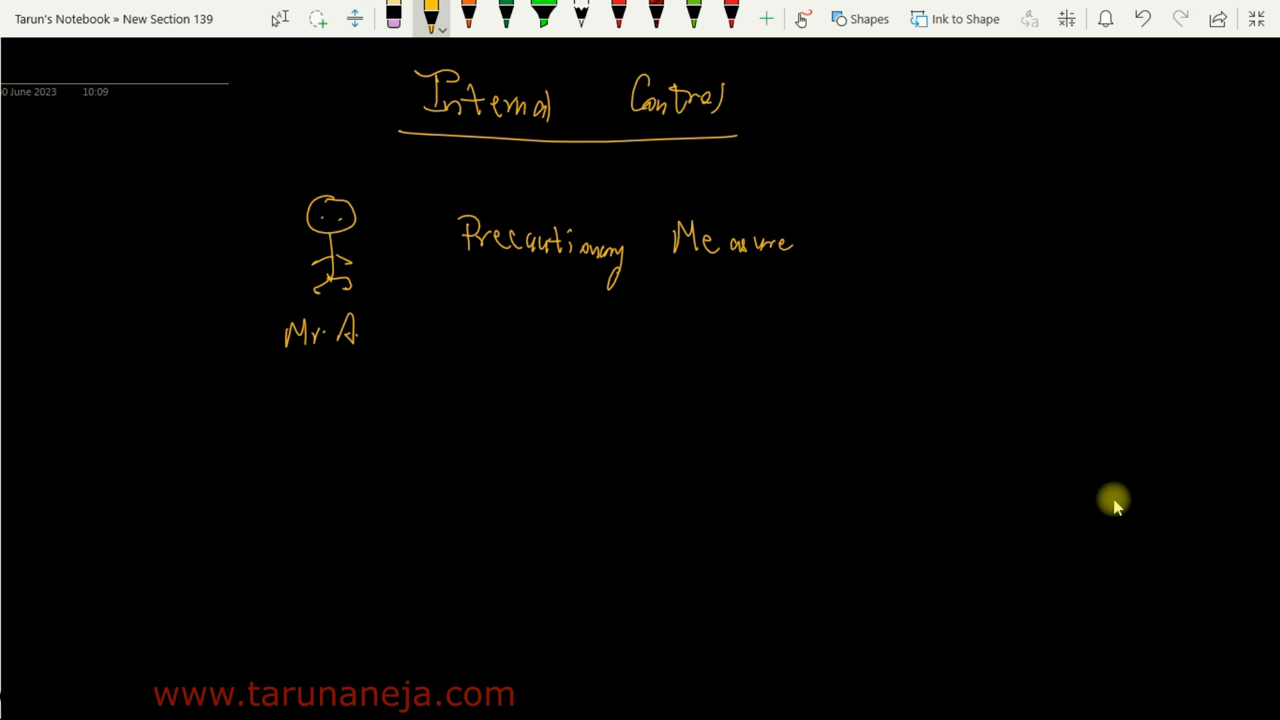 Tarun's Notebook » New Section 139
Shapes
Ink to Shape
0 June 2023 10:09
Internal Control
Precautionary Measure
Mr. A
www.tarunaneja.com